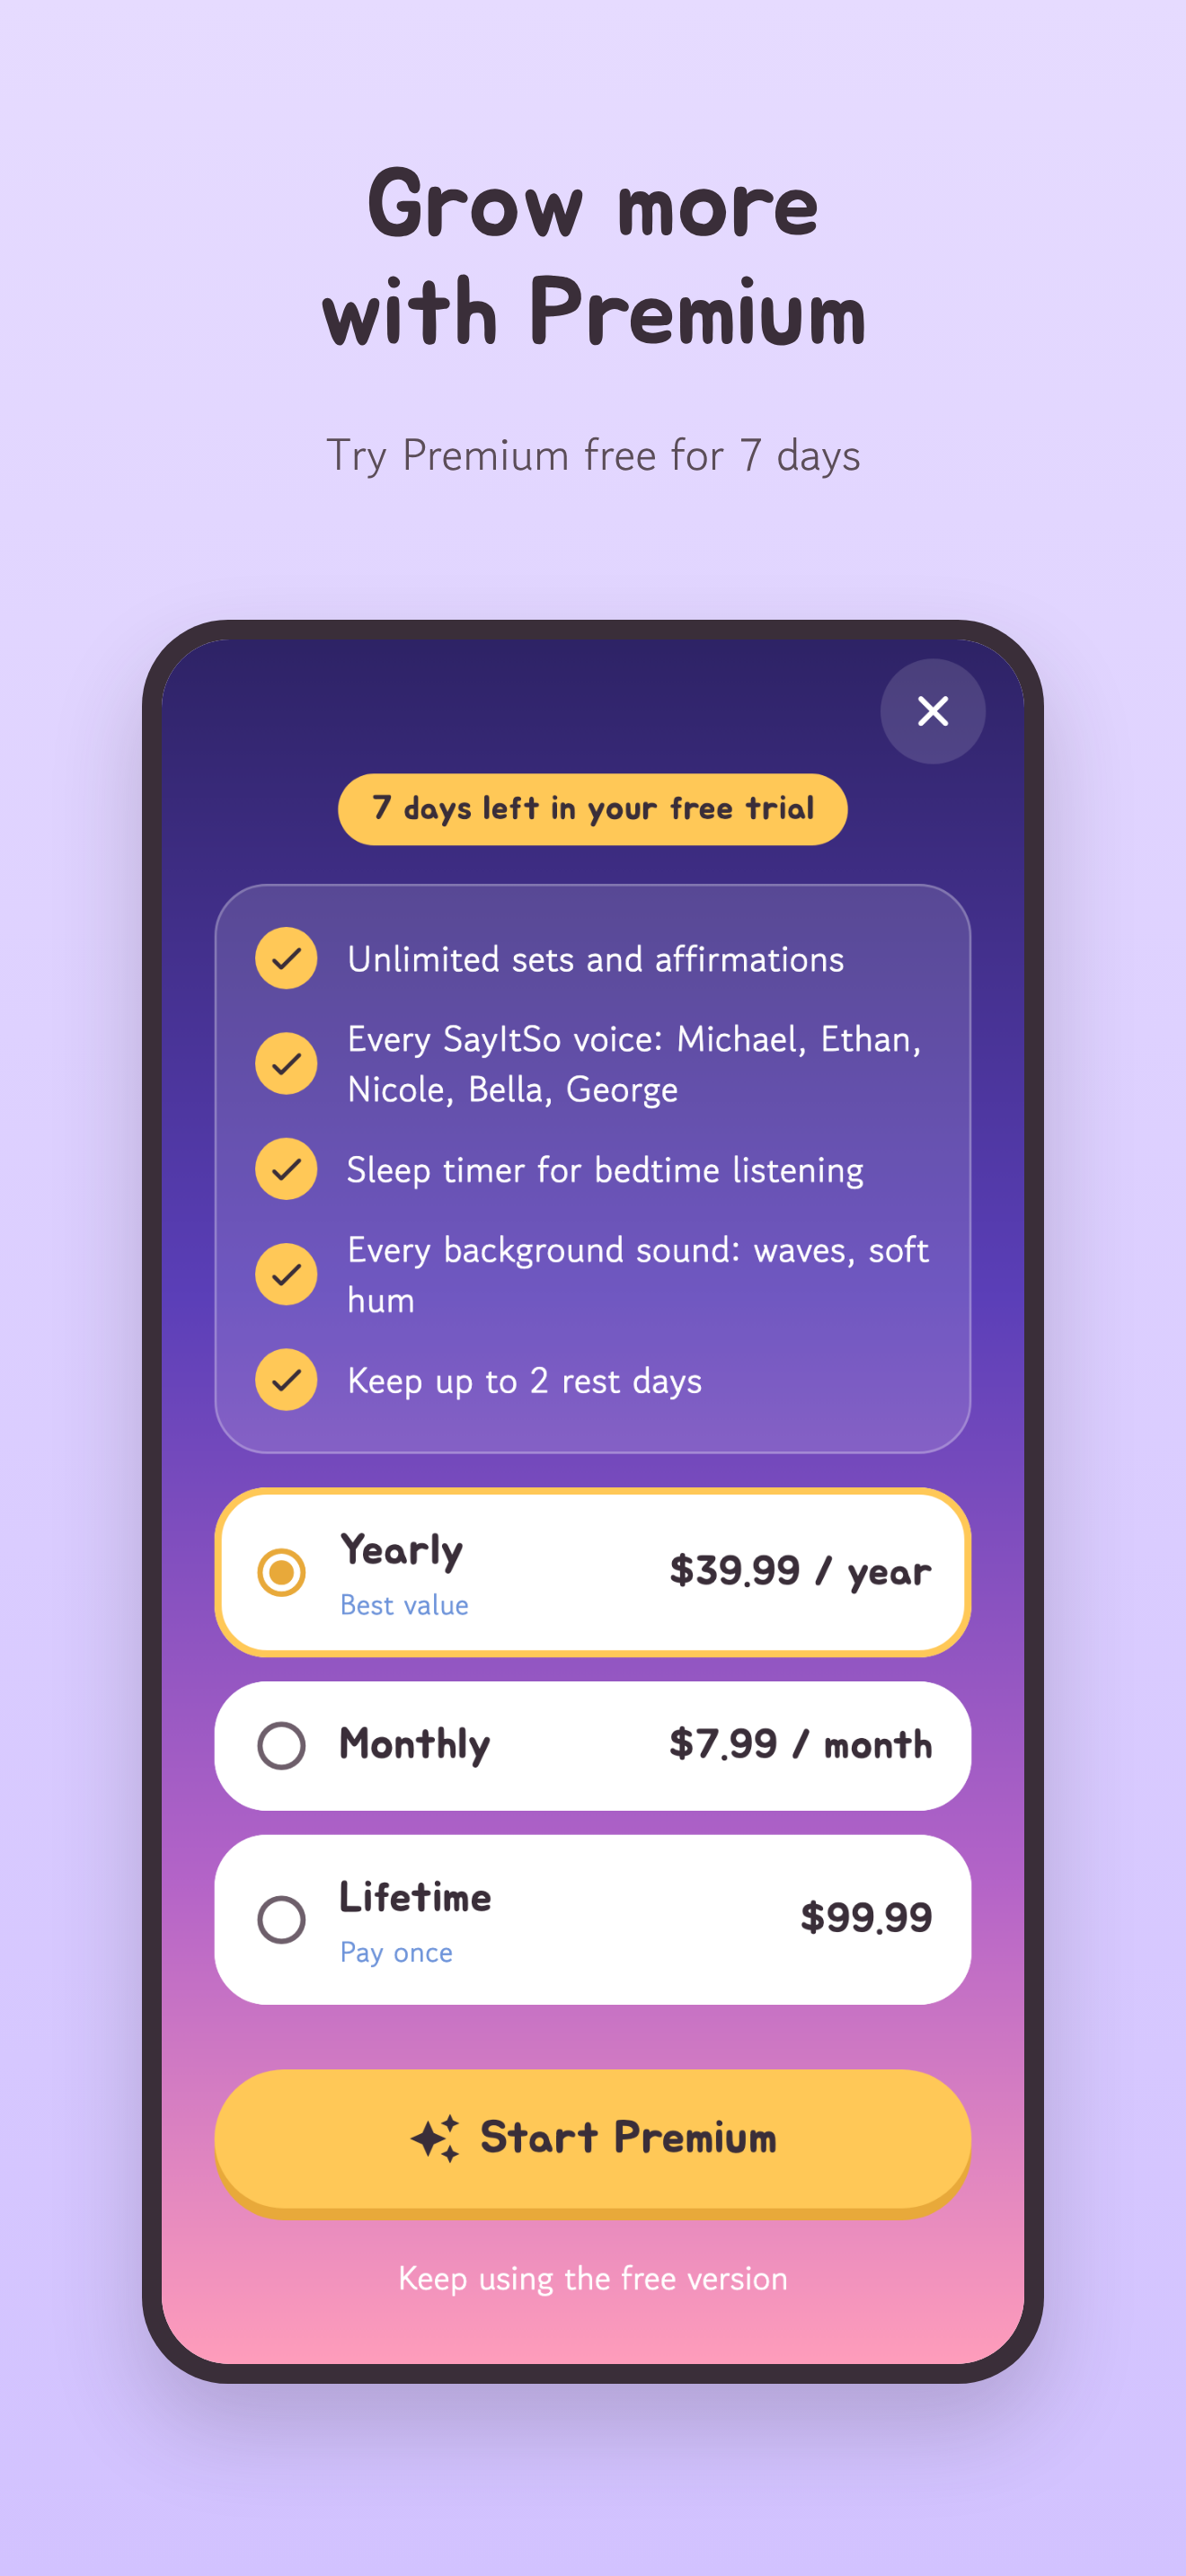 Grow more
with Premium
Try Premium free for 7 days
7 days left in your free trial
Unlimited sets and affirmations
Every SayItSo voice: Michael, Ethan,
Nicole, Bella, George
Sleep timer for bedtime listening
Every background sound: waves, soft
hum
Keep up to 2 rest days
Yearly
Best value
$39.99 / year
Monthly
$7.99 / month
Lifetime
Pay once
$99.99
Start Premium
Keep using the free version